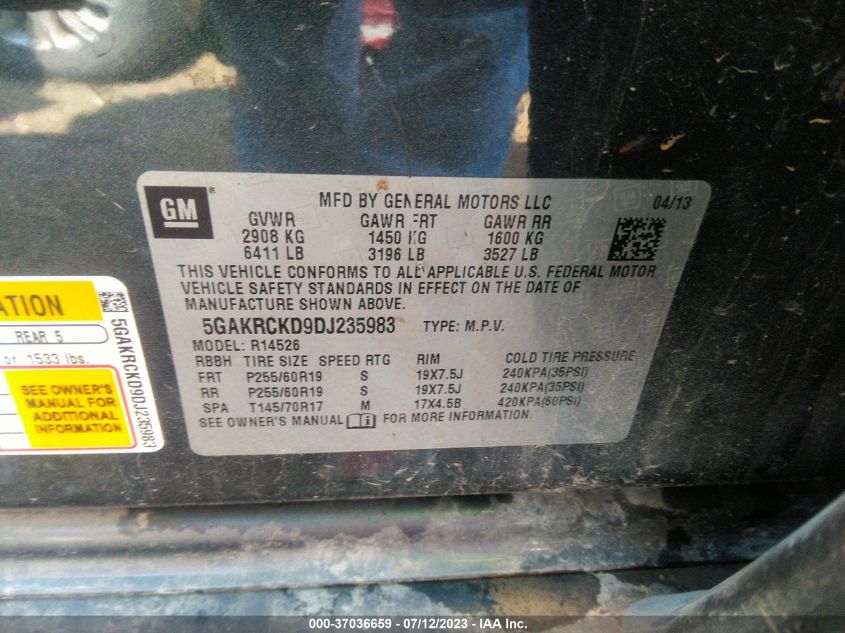 GM ®
MFD BY GENERAL MOTORS LLC 04/13
GVWR GAWR FRT GAWR RR
2908 KG 1450 KG 1600 KG
6411 LB 3196 LB 3527 LB
THIS VEHICLE CONFORMS TO ALL APPLICABLE U.S. FEDERAL MOTOR
VEHICLE SAFETY STANDARDS IN EFFECT ON THE DATE OF
MANUFACTURE SHOWN ABOVE.
5GAKRCKD9DJ235983 TYPE: M.P.V.
MODEL: R14526
RBBH TIRE SIZE SPEED RTG RIM COLD TIRE PRESSURE
FRT P255/60R19 S 19X7.5J 240KPA(35PSI)
RR P255/60R19 S 19X7.5J 240KPA(35PSI)
SPA T145/70R17 M 17X4.5B 420KPA(60PSI)
SEE OWNER'S MANUAL i FOR MORE INFORMATION.
ATION
REAR 5
or 1533 lbs.
SEE OWNER'S
MANUAL FOR
ADDITIONAL
INFORMATION
5GAKRCKD9DJ235983
000-37036659 - 07/12/2023 - IAA Inc.